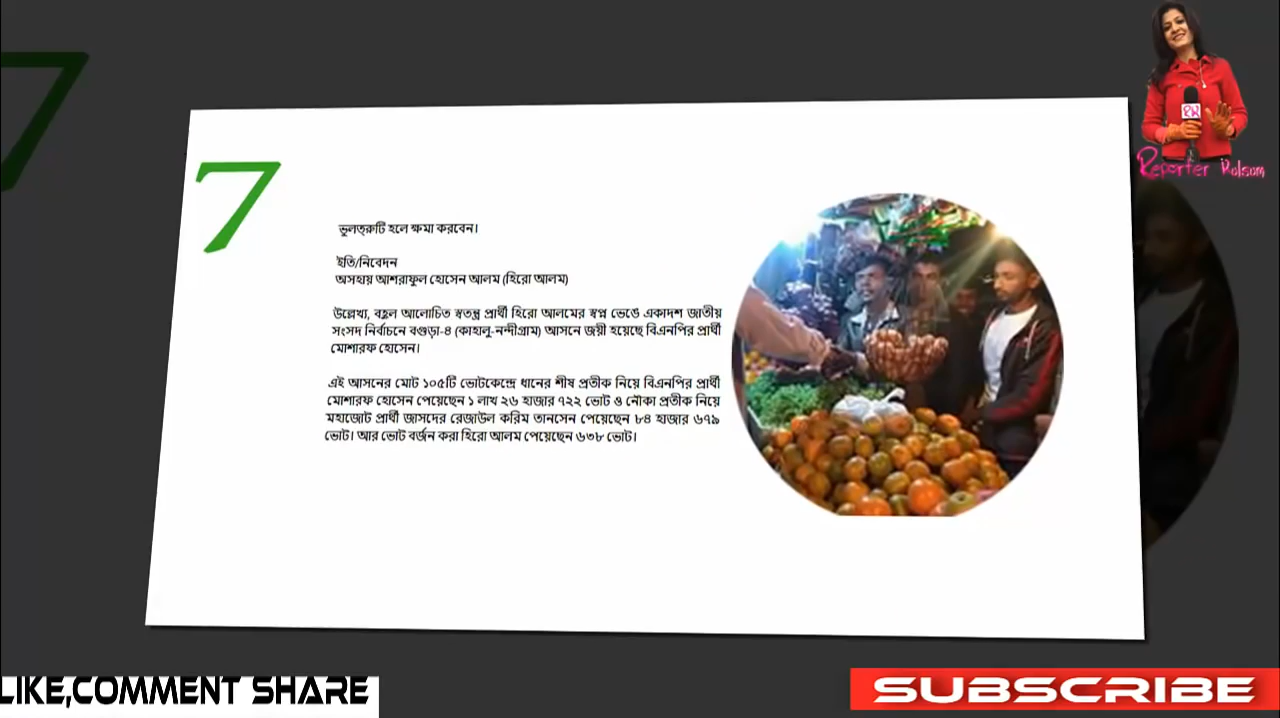 7
7
ভুলত্রুটি হলে ক্ষমা করবেন।
ইতি/নিবেদন
অসহায় আশরাফুল হোসেন আলম (হিরো আলম)
উল্লেখ্য, বহুল আলোচিত স্বতন্ত্র প্রার্থী হিরো আলমের স্বপ্ন ভেঙে একাদশ জাতীয়
সংসদ নির্বাচনে বগুড়া-৪ (কাহালু-নন্দীগ্রাম) আসনে জয়ী হয়েছে বিএনপির প্রার্থী
মোশারফ হোসেন।
এই আসনের মোট ১০৫টি ভোটকেন্দ্রে ধানের শীষ প্রতীক নিয়ে বিএনপির প্রার্থী
মোশারফ হোসেন পেয়েছেন ১ লাখ ২৬ হাজার ৭২২ ভোট ও নৌকা প্রতীক নিয়ে
মহাজোট প্রার্থী জাসদের রেজাউল করিম তানসেন পেয়েছেন ৮৪ হাজার ৬৭৯
ভোট। আর ভোট বর্জন করা হিরো আলম পেয়েছেন ৬৩৮ ভোট।
RK
Reporter Kolsom
LIKE,COMMENT SHARE
SUBSCRIBE